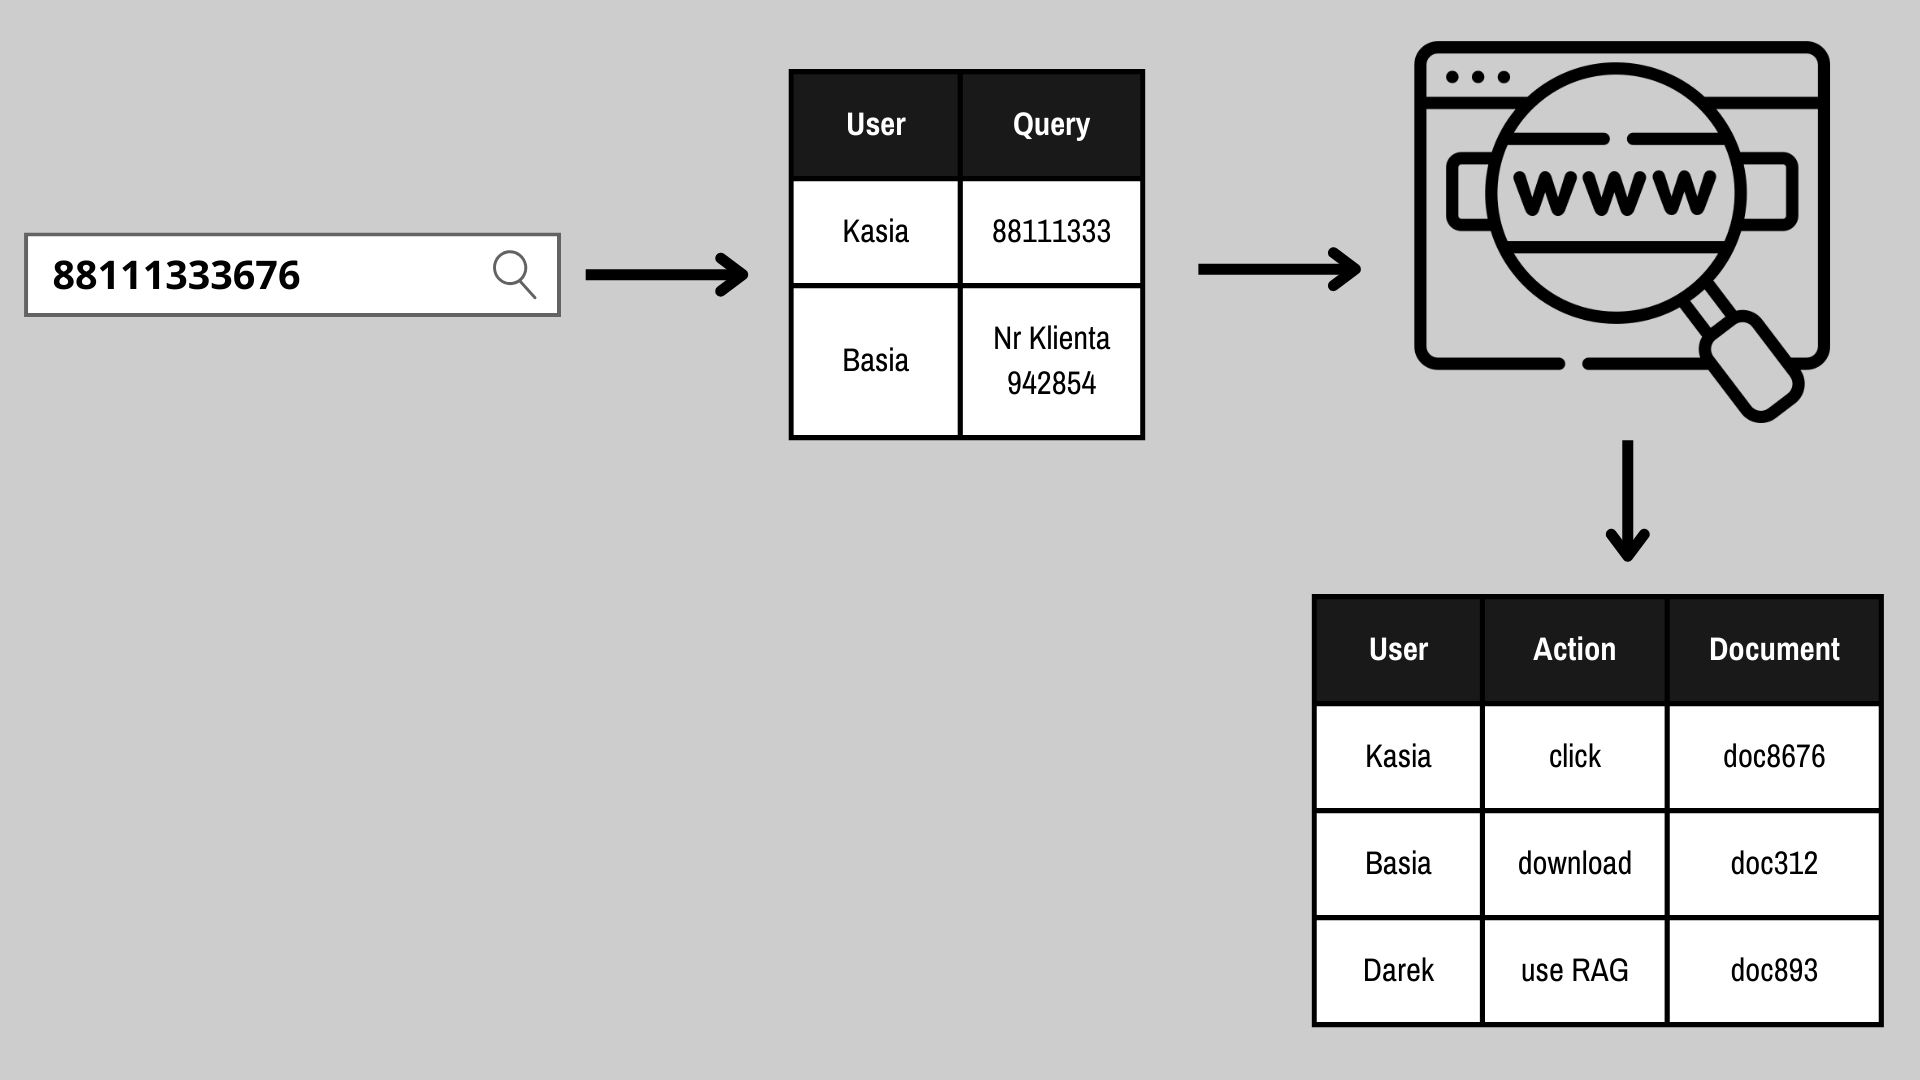 88111333676
User Query
Kasia 88111333
Basia Nr Klienta
942854
WWW
User Action Document
Kasia click doc8676
Basia download doc312
Darek use RAG doc893